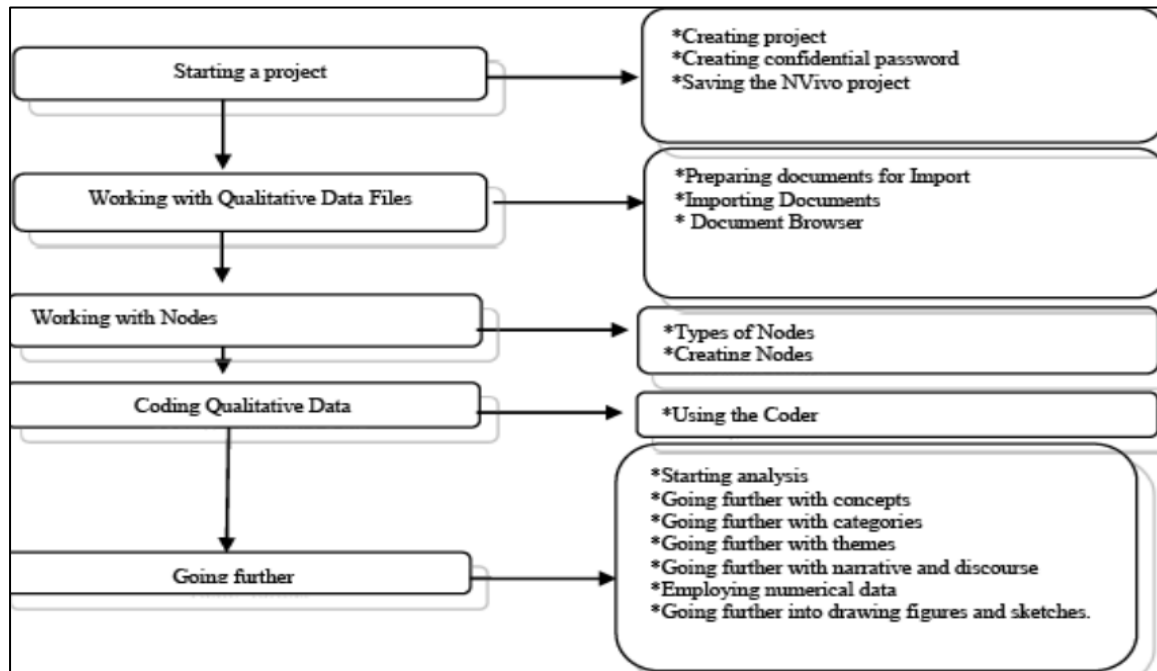 Starting a project
*Creating project
*Creating confidential password
*Saving the NVivo project
Working with Qualitative Data Files
*Preparing documents for Import
*Importing Documents
* Document Browser
Working with Nodes
*Types of Nodes
*Creating Nodes
Coding Qualitative Data
*Using the Coder
Going further
*Starting analysis
*Going further with concepts
*Going further with categories
*Going further with themes
*Going further with narrative and discourse
*Employing numerical data
*Going further into drawing figures and sketches.